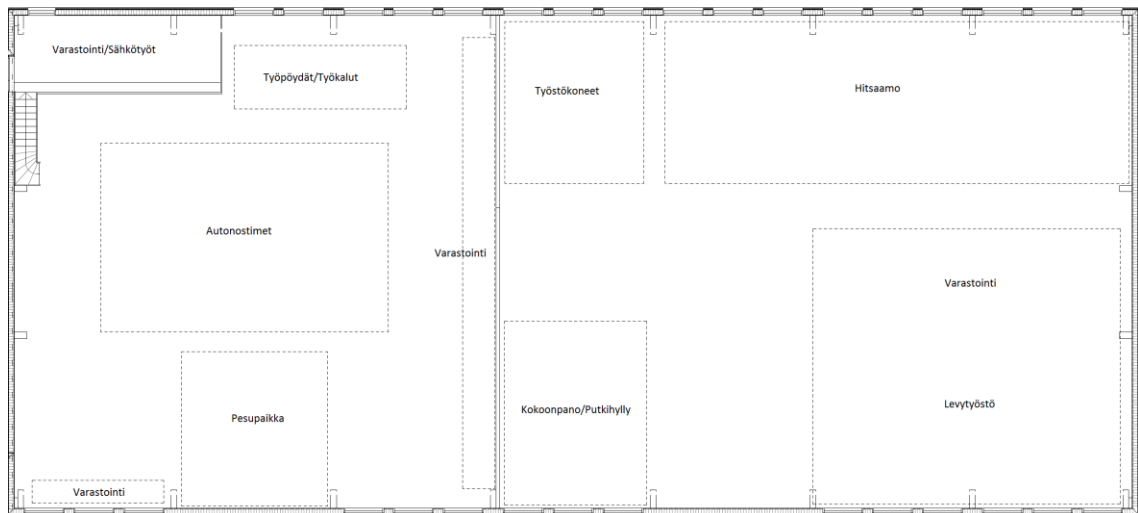 Varastointi/Sähkötyöt
Työpöydät/Työkalut
Työstökoneet
Hitsaamo
Autonostimet
Varastointi
Varastointi
Pesupaikka
Kokoonpano/Putkihylly
Levytyöstö
Varastointi